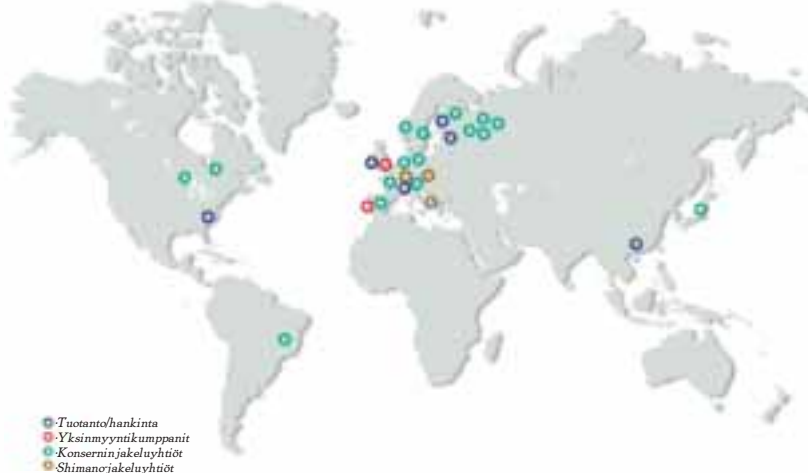 Tuotanto/hankinta
Yksinmyyntikumppanit
Konsernin jakeluyhtiöt
Shimano-jakeluyhtiöt